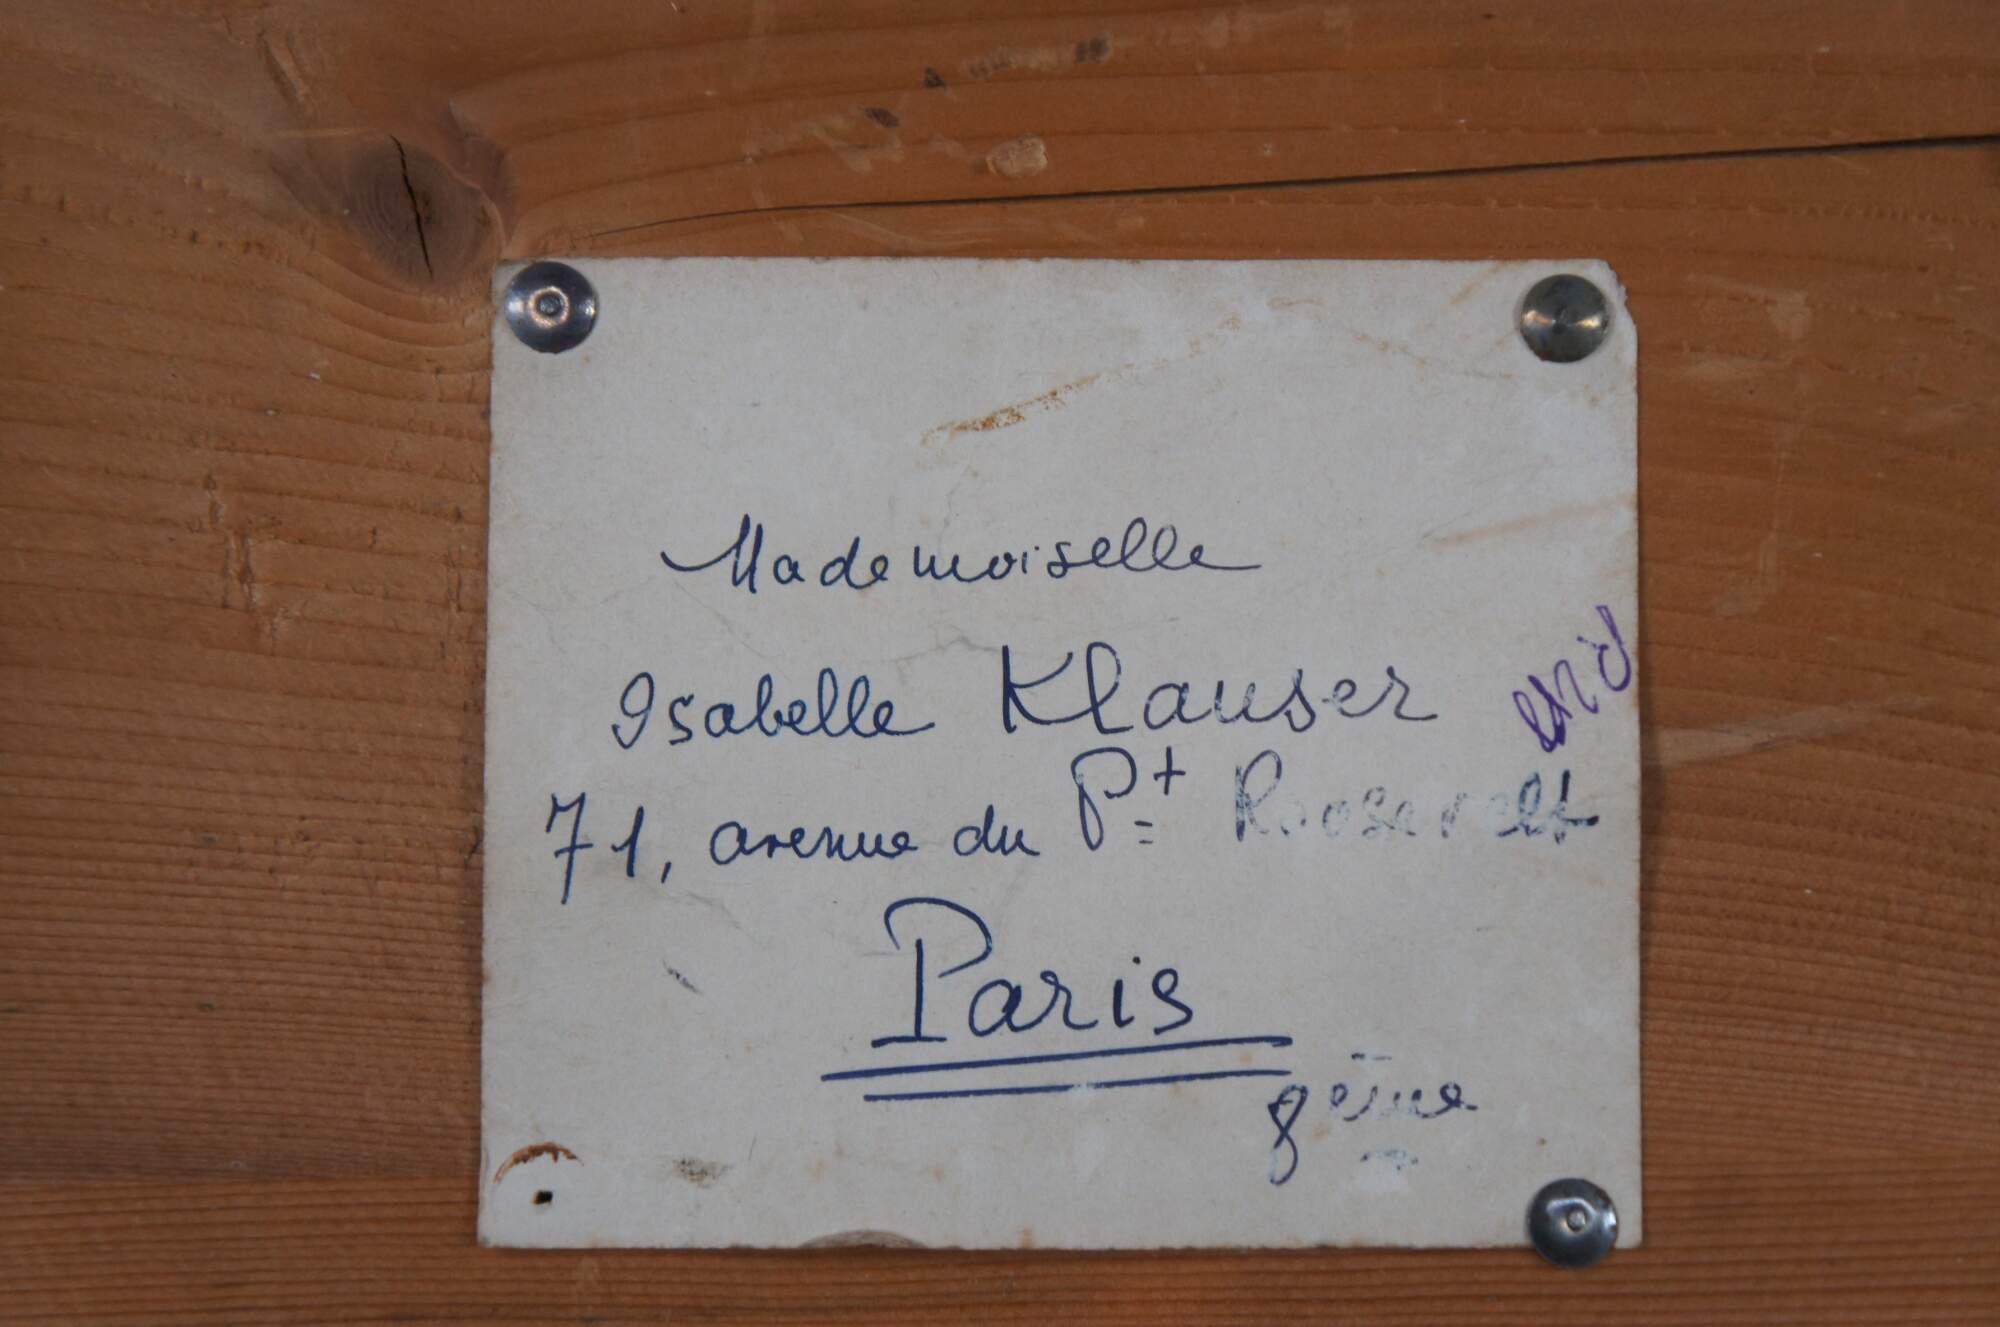 Mademoiselle
Isabelle Klauser
71, avenue du Pt Roosevelt
Paris
8ème